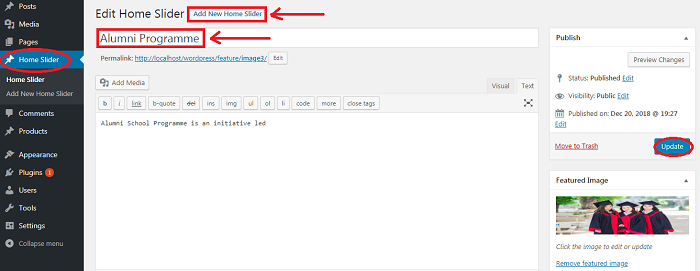 Posts
Media
Pages
Home Slider
Home Slider
Add New Home Slider
Comments
Products
Appearance
Plugins 1
Users
Tools
Settings
Collapse menu
Edit Home Slider Add New Home Slider
Alumni Programme
Permalink: http://localhost/wordpress/feature/image3/ Edit
Add Media
Visual Text
b i link b-quote del ins img ul ol li code more close tags
Alumni School Programme is an initiative led
Publish
Preview Changes
Status: Published Edit
Visibility: Public Edit
Published on: Dec 20, 2018 @ 19:27
Edit
Move to Trash Update
Featured Image
Click the image to edit or update
Remove featured image